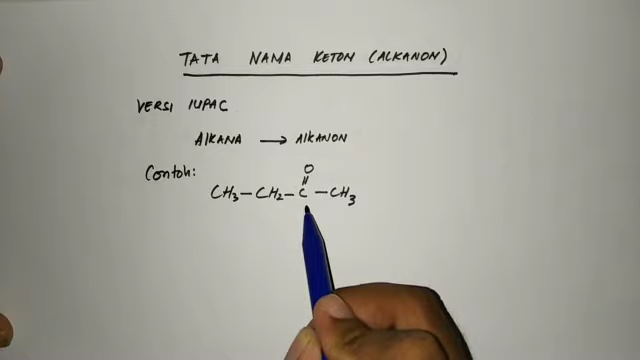 TATA NAMA KETON (ALKANON)
VERSI IUPAC
AlKANA → AlKANON
Contoh:
O
||
CH3–CH2–C–CH3